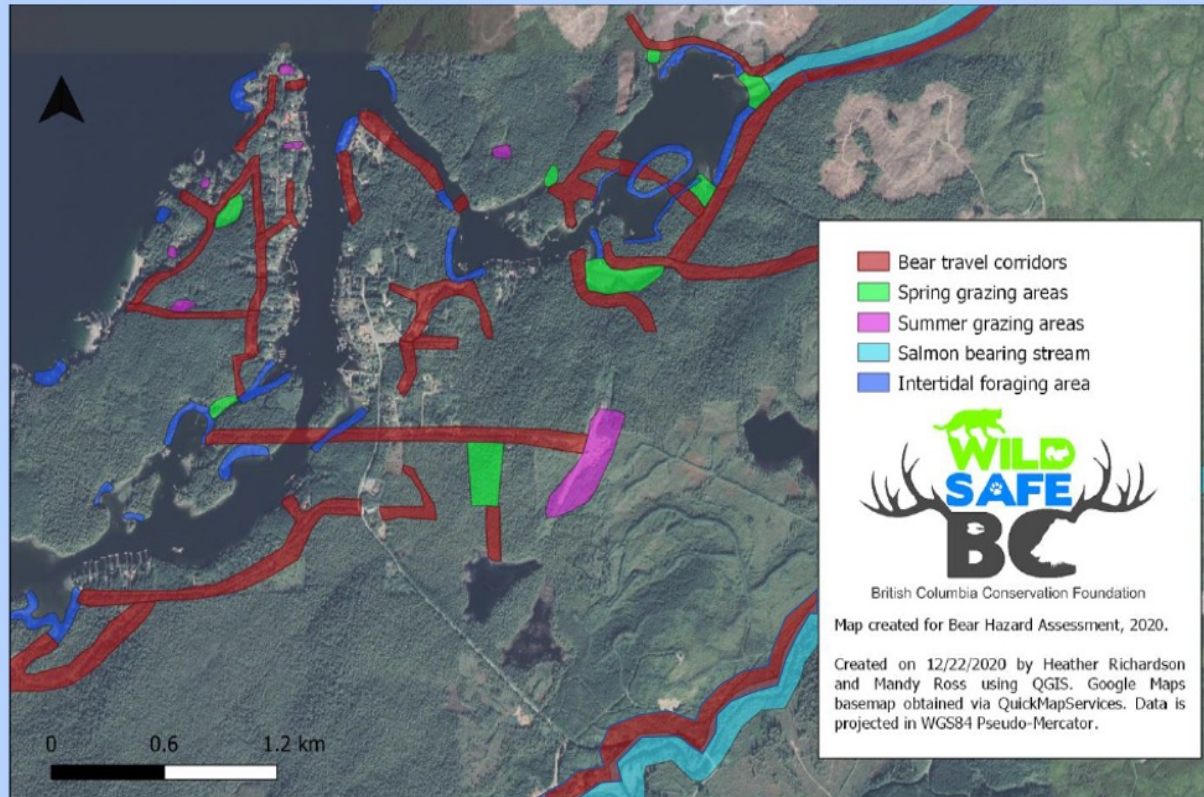 Bear travel corridors
Spring grazing areas
Summer grazing areas
Salmon bearing stream
Intertidal foraging area
WILD
SAFE
BC
British Columbia Conservation Foundation
Map created for Bear Hazard Assessment, 2020.
Created on 12/22/2020 by Heather Richardson
and Mandy Ross using QGIS. Google Maps
basemap obtained via QuickMapServices. Data is
projected in WGS84 Pseudo-Mercator.
0 0.6 1.2 km